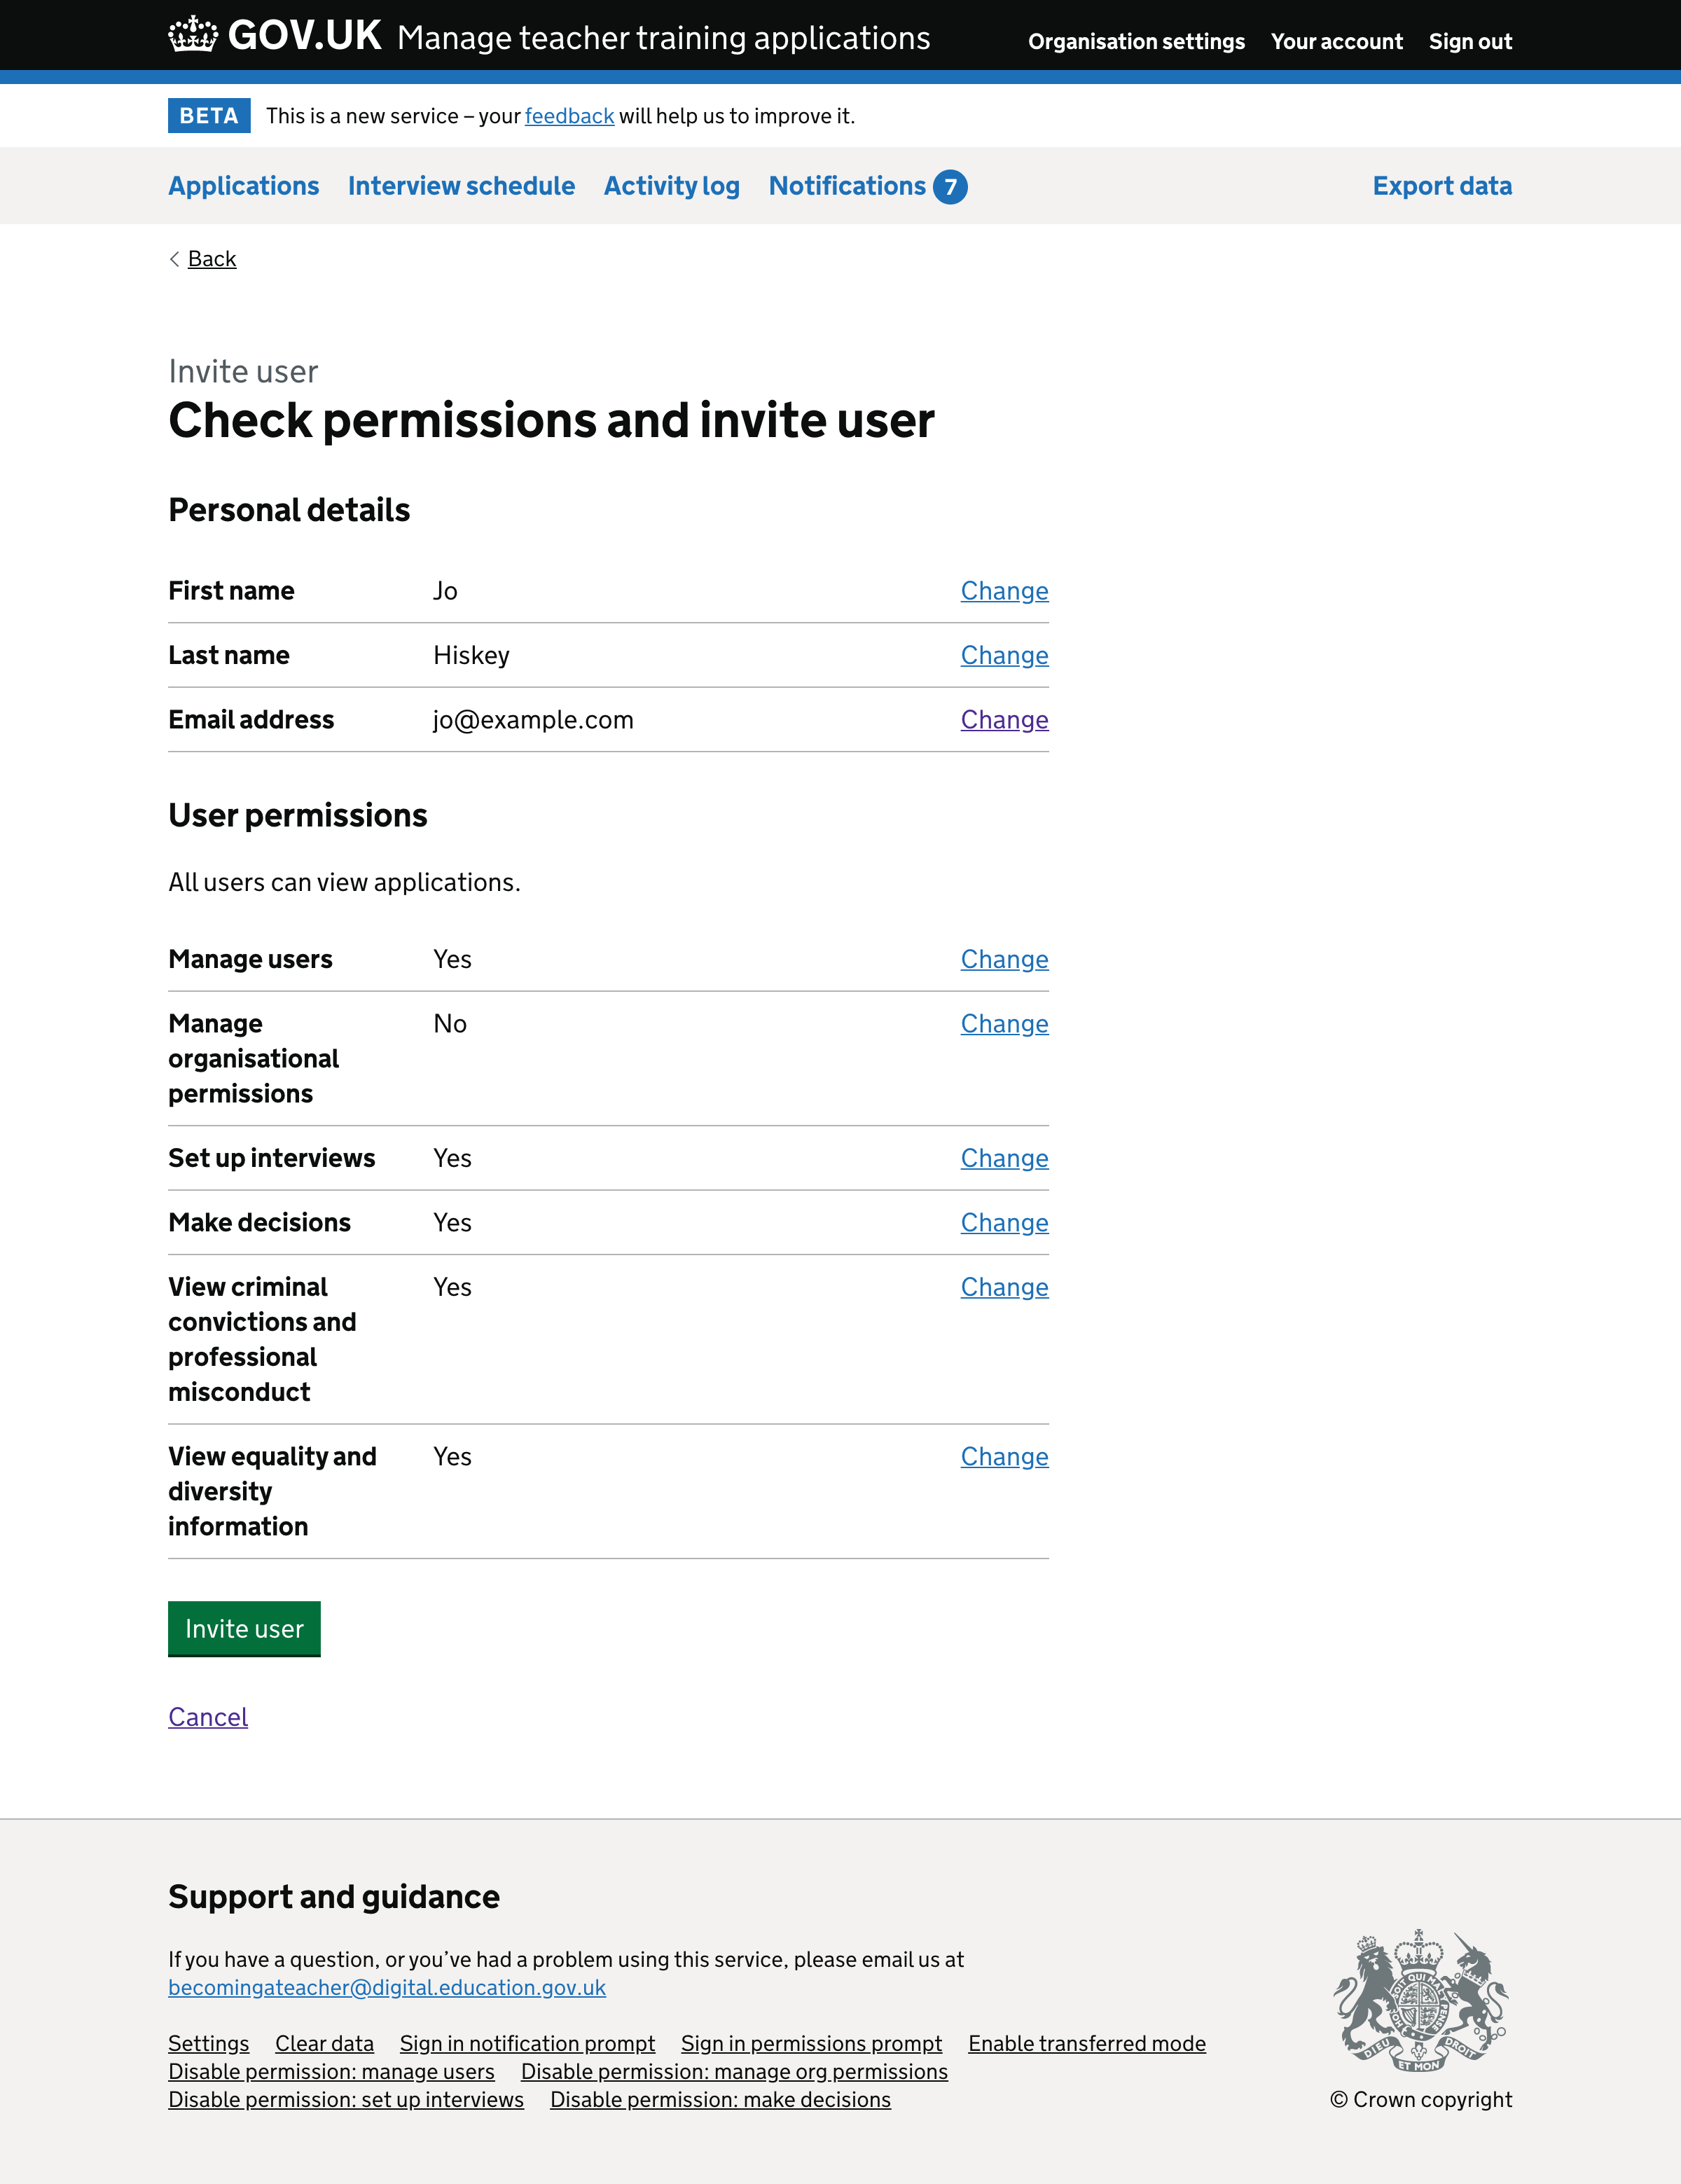 GOV.UK Manage teacher training applications Organisation settings Your account Sign out
BETA This is a new service – your feedback will help us to improve it.
Applications Interview schedule Activity log Notifications 7 Export data
Back
Invite user
Check permissions and invite user
Personal details
First name Jo Change
Last name Hiskey Change
Email address jo@example.com Change
User permissions
All users can view applications.
Manage users Yes Change
Manage No Change
organisational
permissions
Set up interviews Yes Change
Make decisions Yes Change
View criminal Yes Change
convictions and
professional
misconduct
View equality and Yes Change
diversity
information
Invite user
Cancel
Support and guidance
If you have a question, or you’ve had a problem using this service, please email us at
becomingateacher@digital.education.gov.uk
Settings Clear data Sign in notification prompt Sign in permissions prompt Enable transferred mode
Disable permission: manage users Disable permission: manage org permissions
Disable permission: set up interviews Disable permission: make decisions
DIEU ET MON DROIT
© Crown copyright